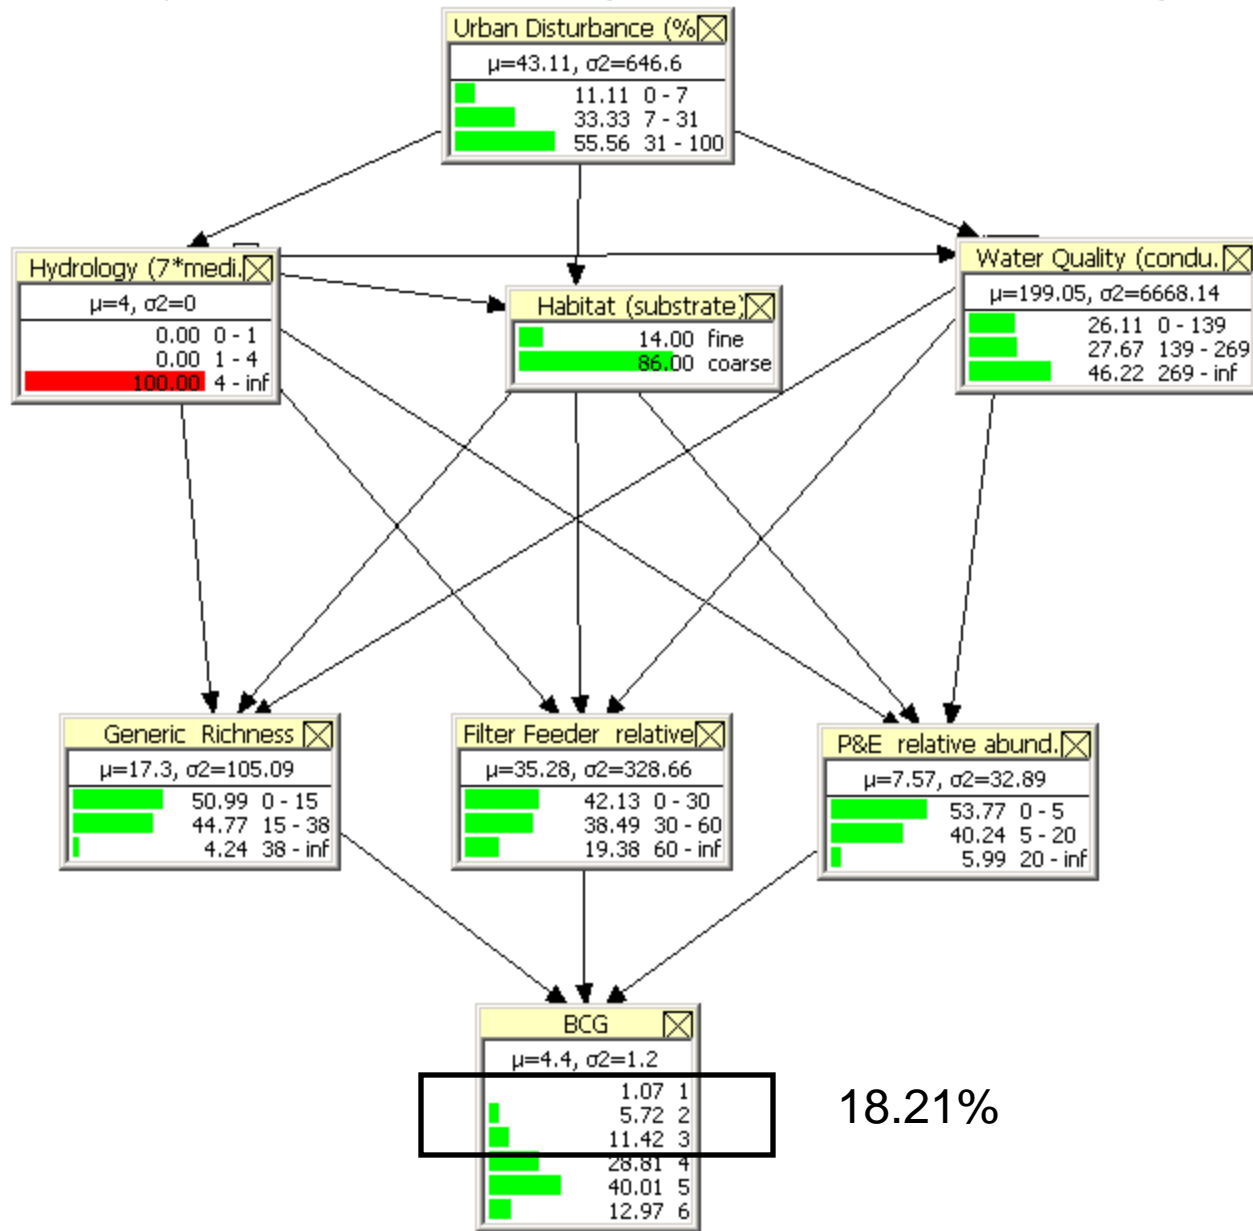 Urban Disturbance (%
μ=43.11, σ2=646.6
11.11 0 - 7
33.33 7 - 31
55.56 31 - 100
Hydrology (7*medi.
μ=4, σ2=0
0.00 0 - 1
0.00 1 - 4
100.00 4 - inf
Habitat (substrate)
14.00 fine
86.00 coarse
Water Quality (condu.
μ=199.05, σ2=6668.14
26.11 0 - 139
27.67 139 - 269
46.22 269 - inf
Generic Richness
μ=17.3, σ2=105.09
50.99 0 - 15
44.77 15 - 38
4.24 38 - inf
Filter Feeder relative
μ=35.28, σ2=328.66
42.13 0 - 30
38.49 30 - 60
19.38 60 - inf
P&E relative abund.
μ=7.57, σ2=32.89
53.77 0 - 5
40.24 5 - 20
5.99 20 - inf
BCG
μ=4.4, σ2=1.2
1.07 1
5.72 2
11.42 3
28.81 4
40.01 5
12.97 6
18.21%